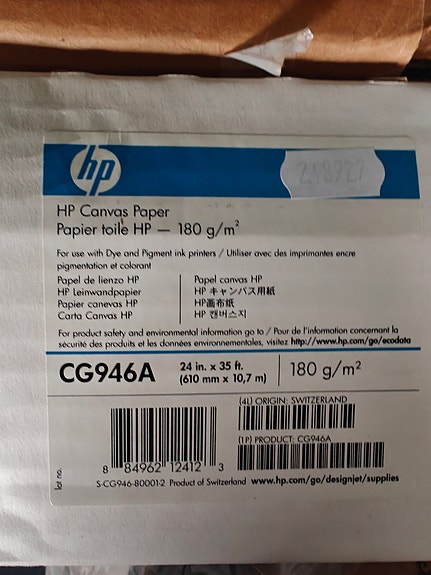 hp
218927
HP Canvas Paper
Papier toile HP — 180 g/m²
For use with Dye and Pigment ink printers / Utiliser avec des imprimantes encre
pigmentation et colorant
Papel de lienzo HP
HP Leinwandpapier
Papier canevas HP
Carta Canvas HP
Papel canvas HP
HP キャンバス用紙
HP画布纸
HP 캔버스지
For product safety and environmental information go to / Pour de l'information concernant la
sécurité des produits et les données environnementales, visitez http://www.hp.com/go/ecodata
CG946A
24 in. x 35 ft.
(610 mm x 10,7 m)
180 g/m²
(4L) ORIGIN: SWITZERLAND
(1P) PRODUCT: CG946A
8 84962 12412 3
lot no.
S-CG946-80001-2 Product of Switzerland www.hp.com/go/designjet/supplies